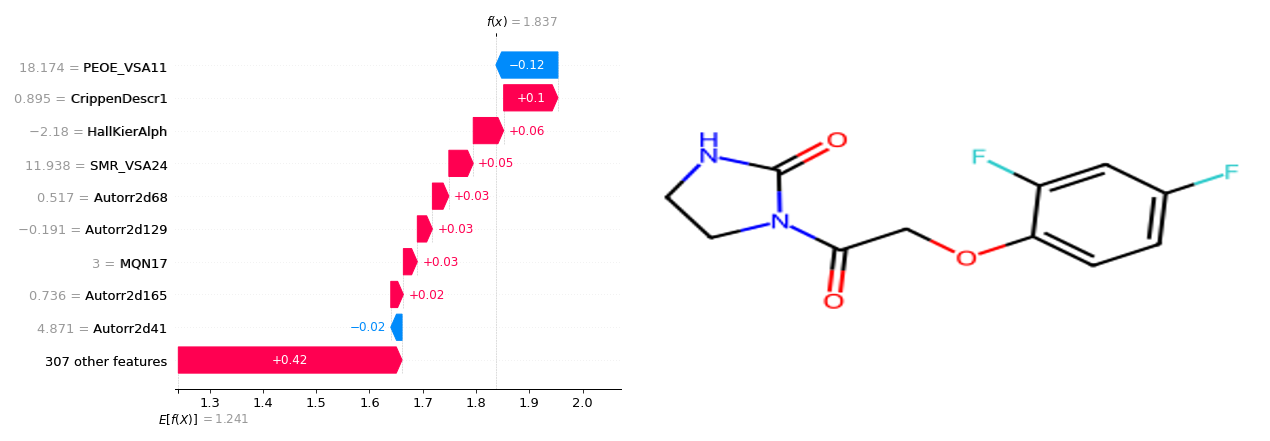 f(x) = 1.837
18.174 = PEOE_VSA11
−0.12
0.895 = CrippenDescr1
+0.1
−2.18 = HallKierAlph
+0.06
11.938 = SMR_VSA24
+0.05
0.517 = Autorr2d68
+0.03
−0.191 = Autorr2d129
+0.03
3 = MQN17
+0.03
0.736 = Autorr2d165
+0.02
4.871 = Autorr2d41
−0.02
307 other features
+0.42
1.3 1.4 1.5 1.6 1.7 1.8 1.9 2.0
E[f(X)] = 1.241
H
N
O
N
O
O
F
F